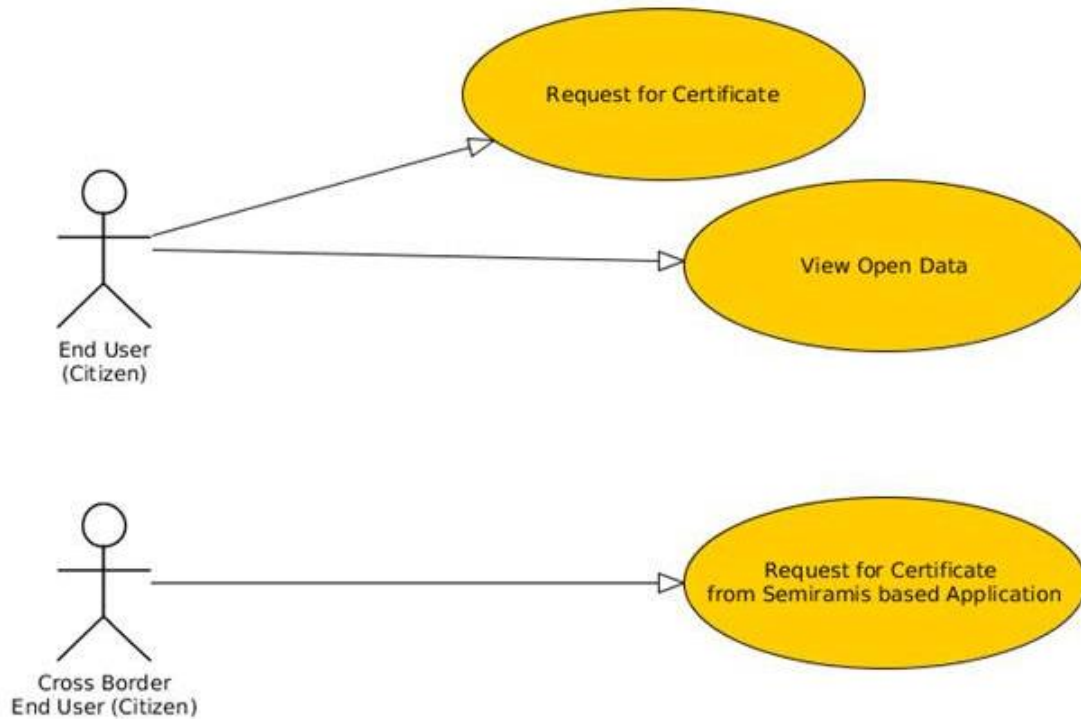 Request for Certificate
View Open Data
End User
(Citizen)
Request for Certificate
from Semiramis based Application
Cross Border
End User (Citizen)